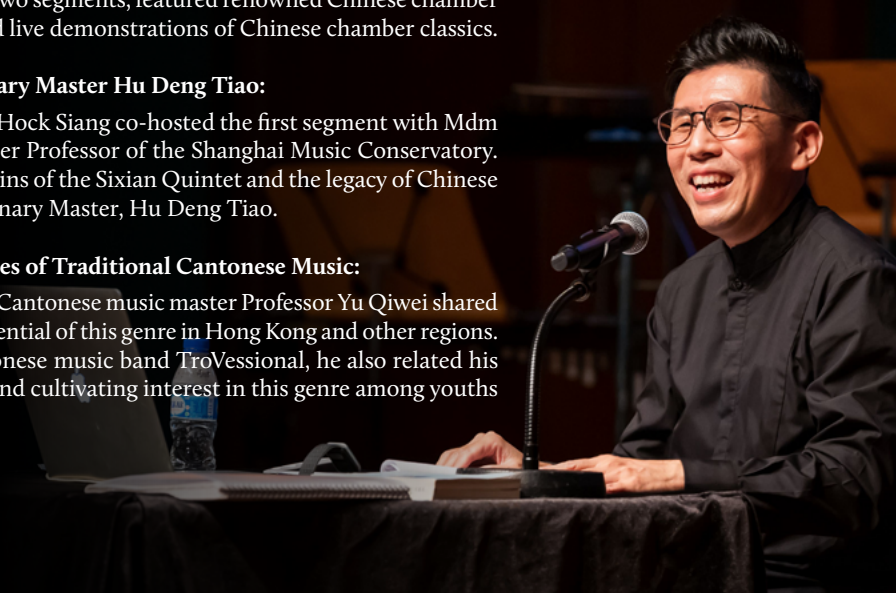 wo segments, featured renowned Chinese chamber
d live demonstrations of Chinese chamber classics.
ary Master Hu Deng Tiao:
Hock Siang co-hosted the first segment with Mdm
er Professor of the Shanghai Music Conservatory.
ins of the Sixian Quintet and the legacy of Chinese
nary Master, Hu Deng Tiao.
es of Traditional Cantonese Music:
Cantonese music master Professor Yu Qiwei shared
ential of this genre in Hong Kong and other regions.
onese music band TroVessional, he also related his
nd cultivating interest in this genre among youths